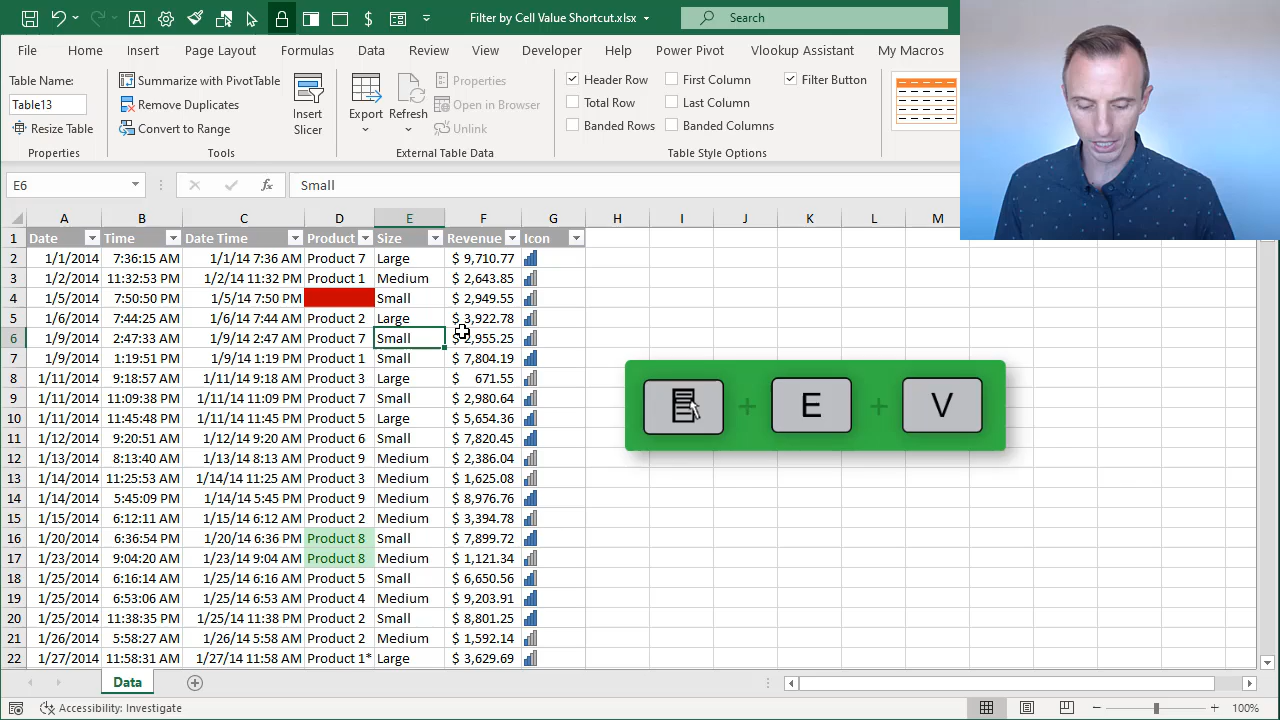 Filter by Cell Value Shortcut.xlsx
Search
File Home Insert Page Layout Formulas Data Review View Developer Help Power Pivot Vlookup Assistant My Macros
Table Name: Summarize with PivotTable Properties Header Row First Column Filter Button
Table13 Remove Duplicates Insert Slicer Export Refresh Open in Browser Total Row Last Column
Resize Table Convert to Range Unlink Banded Rows Banded Columns
Properties Tools External Table Data Table Style Options
E6 fx Small
A B C D E F G H I J K L M
1 Date Time Date Time Product Size Revenue Icon
2 1/1/2014 7:36:15 AM 1/1/14 7:36 AM Product 7 Large $ 9,710.77
3 1/2/2014 11:32:53 PM 1/2/14 11:32 PM Product 1 Medium $ 2,643.85
4 1/5/2014 7:50:50 PM 1/5/14 7:50 PM Small $ 2,949.55
5 1/6/2014 7:44:25 AM 1/6/14 7:44 AM Product 2 Large $ 3,922.78
6 1/9/2014 2:47:33 AM 1/9/14 2:47 AM Product 7 Small $ 2,955.25
7 1/9/2014 1:19:51 PM 1/9/14 1:19 PM Product 1 Small $ 7,804.19
8 1/11/2014 9:18:57 AM 1/11/14 9:18 AM Product 3 Large $ 671.55
9 1/11/2014 11:09:38 PM 1/11/14 11:09 PM Product 7 Small $ 2,980.64
10 1/11/2014 11:45:48 PM 1/11/14 11:45 PM Product 5 Large $ 5,654.36
11 1/12/2014 9:20:51 AM 1/12/14 9:20 AM Product 6 Small $ 7,820.45
12 1/13/2014 8:13:40 AM 1/13/14 8:13 AM Product 9 Medium $ 2,386.04
13 1/14/2014 11:25:53 AM 1/14/14 11:25 AM Product 3 Medium $ 1,625.08
14 1/14/2014 5:45:09 PM 1/14/14 5:45 PM Product 9 Medium $ 8,976.76
15 1/15/2014 6:12:11 AM 1/15/14 6:12 AM Product 2 Medium $ 3,394.78
16 1/20/2014 6:36:54 PM 1/20/14 6:36 PM Product 8 Small $ 7,899.72
17 1/23/2014 9:04:20 AM 1/23/14 9:04 AM Product 8 Medium $ 1,121.34
18 1/25/2014 6:16:14 AM 1/25/14 6:16 AM Product 5 Small $ 6,650.56
19 1/25/2014 6:53:06 AM 1/25/14 6:53 AM Product 4 Medium $ 9,203.91
20 1/25/2014 11:38:35 PM 1/25/14 11:38 PM Product 2 Small $ 8,801.25
21 1/26/2014 5:58:27 AM 1/26/14 5:58 AM Product 2 Medium $ 1,592.14
22 1/27/2014 11:58:31 AM 1/27/14 11:58 AM Product 1* Large $ 3,629.69
+ E + V
Data
Accessibility: Investigate 100%